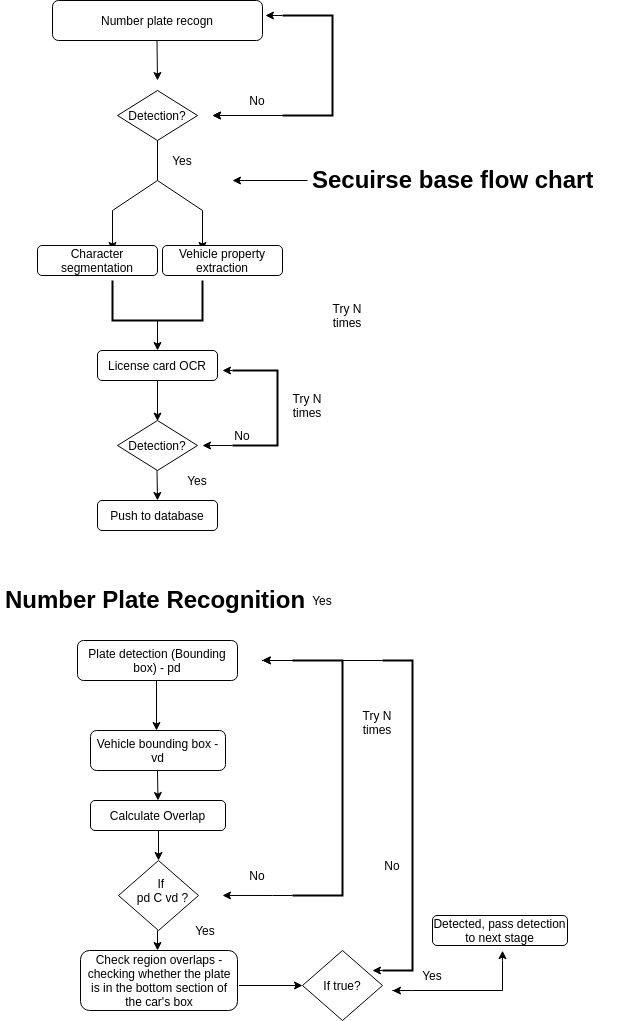 Number plate recogn
No
Detection?
Yes
Secuirse base flow chart
Character
segmentation
Vehicle property
extraction
Try N
times
License card OCR
Try N
times
No
Detection?
Yes
Push to database
Number Plate Recognition
Yes
Plate detection (Bounding
box) - pd
Try N
times
Vehicle bounding box -
vd
Calculate Overlap
No
No
If
pd C vd ?
Yes
Detected, pass detection
to next stage
Check region overlaps -
checking whether the plate
is in the bottom section of
the car's box
If true?
Yes